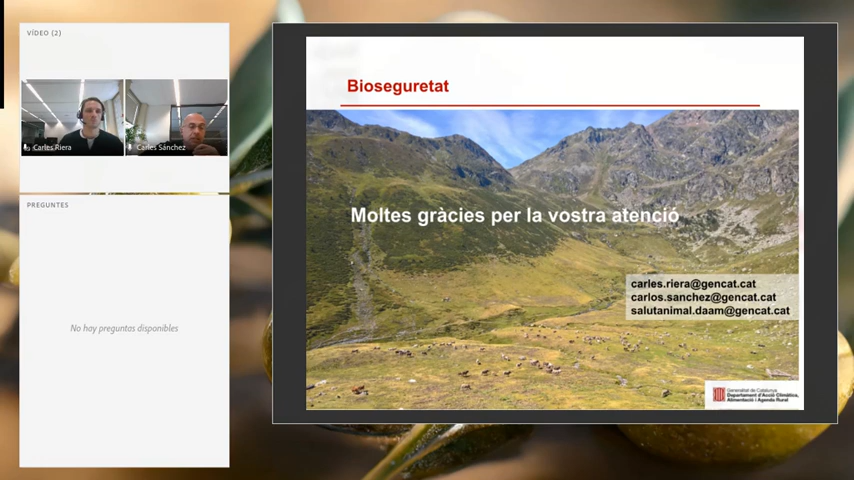 VÍDEO (2)
Carles Riera
Carles Sánchez
PREGUNTES
No hay preguntas disponibles
Bioseguretat
Moltes gràcies per la vostra atenció
carles.riera@gencat.cat
carlos.sanchez@gencat.cat
salutanimal.daam@gencat.cat
Generalitat de Catalunya
Departament d'Acció Climàtica,
Alimentació i Agenda Rural